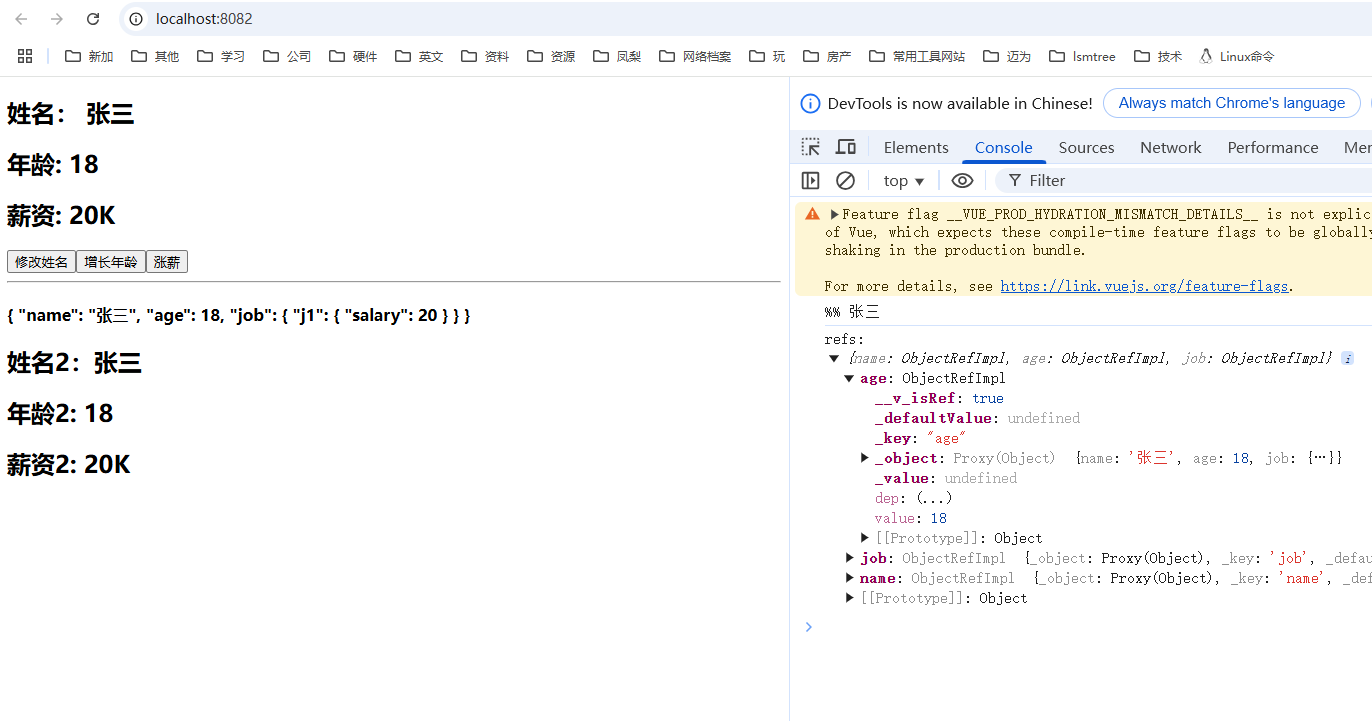 localhost:8082
新加 其他 学习 公司 硬件 英文 资料 资源 凤梨 网络档案 玩 房产 常用工具网站 迈为 lsmtree 技术 Linux命令
姓名： 张三
年龄: 18
薪资: 20K
修改姓名 增长年龄 涨薪
{ "name": "张三", "age": 18, "job": { "j1": { "salary": 20 } } }
姓名2：张三
年龄2: 18
薪资2: 20K
DevTools is now available in Chinese! Always match Chrome's language
Elements Console Sources Network Performance Mer
top Filter
Feature flag __VUE_PROD_HYDRATION_MISMATCH_DETAILS__ is not explic
of Vue, which expects these compile-time feature flags to be globally
shaking in the production bundle.
For more details, see https://link.vuejs.org/feature-flags.
%% 张三
refs:
{name: ObjectRefImpl, age: ObjectRefImpl, job: ObjectRefImpl} i
age: ObjectRefImpl
__v_isRef: true
_defaultValue: undefined
_key: "age"
_object: Proxy(Object) {name: '张三', age: 18, job: {…}}
_value: undefined
dep: (...)
value: 18
[[Prototype]]: Object
job: ObjectRefImpl {_object: Proxy(Object), _key: 'job', _defau
name: ObjectRefImpl {_object: Proxy(Object), _key: 'name', _def
[[Prototype]]: Object